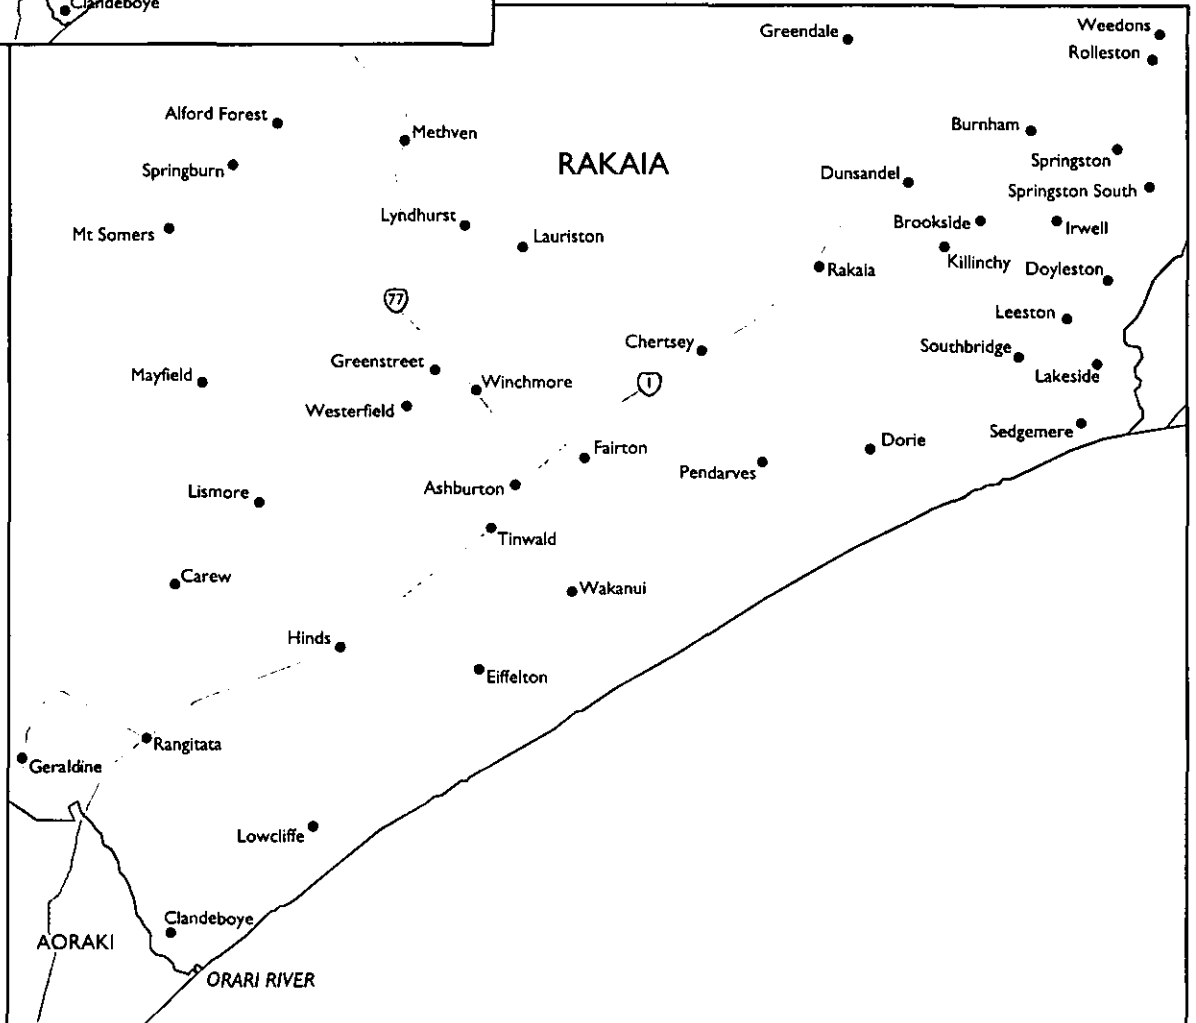 Clandeboye
Greendale
Weedons
Rolleston
Alford Forest
Methven
Burnham
Springburn
RAKAIA
Springston
Dunsandel
Springston South
Mt Somers
Lyndhurst
Lauriston
Brookside
Irwell
Killinchy
Rakaia
Doyleston
77
Leeston
Chertsey
Southbridge
Greenstreet
Mayfield
Winchmore
1
Lakeside
Westerfield
Sedgemere
Dorie
Fairton
Pendarves
Ashburton
Lismore
Tinwald
Carew
Wakanui
Hinds
Eiffelton
Rangitata
Geraldine
Lowcliffe
Clandeboye
AORAKI
ORARI RIVER